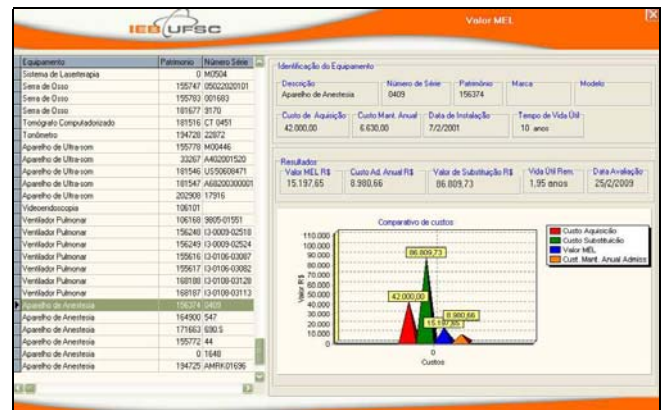 IEB UFSC
Valor MEL
Equipamento Patrimonio Número Série
Sistema de Laserterapia 0 M0504
Serra de Osso 155747 05022020101
Serra de Osso 155783 001683
Serra de Osso 181677 3170
Tomógrafo Computadorizado 181516 CT 0451
Tonômetro 194728 22872
Aparelho de Ultra-som 155778 M00446
Aparelho de Ultra-som 33267 A402001520
Aparelho de Ultra-som 181546 US50608471
Aparelho de Ultra-som 181547 A68200300001
Aparelho de Ultra-som 202908 17916
Videoendoscopia 106101
Ventilador Pulmonar 106168 9805-01551
Ventilador Pulmonar 156248 I3-0009-02518
Ventilador Pulmonar 156249 I3-0009-02524
Ventilador Pulmonar 155616 I3-0106-03087
Ventilador Pulmonar 155617 I3-0106-03082
Ventilador Pulmonar 168188 I3-0108-03128
Ventilador Pulmonar 168187 I3-0108-03113
Aparelho de Anestesia 156374 0409
Aparelho de Anestesia 164900 547
Aparelho de Anestesia 171663 690.S
Aparelho de Anestesia 155772 44
Aparelho de Anestesia 0 1648
Aparelho de Anestesia 194725 AMRK01696
Identificação do Equipamento
Descrição Número de Série Patrimônio Marca Modelo
Aparelho de Anestesia 0409 156374
Custo de Aquisição Custo Mant. Anual Data de Instalação Tempo de Vida Útil
42.000,00 6.630,00 7/2/2001 10 anos
Resultados
Valor MEL R$ Custo Ad. Anual R$ Valor de Substituição R$ Vida Útil Rem. Data Avaliação
15.197,65 8.980,66 86.809,73 1,95 anos 25/2/2009
Comparativo de custos
Valor R$
110.000
100.000
90.000
80.000
70.000
60.000
50.000
40.000
30.000
20.000
10.000
0
86.809,73
42.000,00
15.197,65
8.980,66
0
Custos
Custo Aquisicão
Custo Substituicão
Valor MEL
Cust. Mant. Anual Admiss